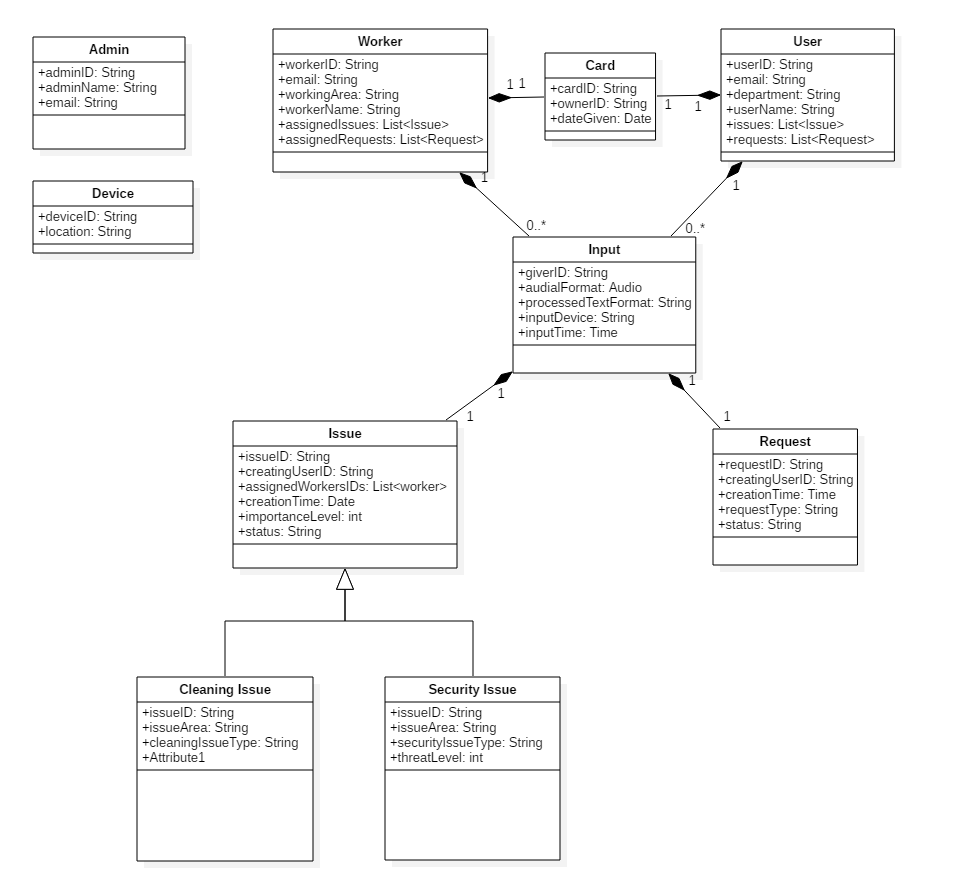 Admin
+adminID: String
+adminName: String
+email: String
Device
+deviceID: String
+location: String
Worker
+workerID: String
+email: String
+workingArea: String
+workerName: String
+assignedIssues: List<Issue>
+assignedRequests: List<Request>
1 1
Card
+cardID: String
+ownerID: String
+dateGiven: Date
1
1
User
+userID: String
+email: String
+department: String
+userName: String
+issues: List<Issue>
+requests: List<Request>
1
0..*
1
0..*
Input
+giverID: String
+audialFormat: Audio
+processedTextFormat: String
+inputDevice: String
+inputTime: Time
1
1
1
1
Issue
+issueID: String
+creatingUserID: String
+assignedWorkersIDs: List<worker>
+creationTime: Date
+importanceLevel: int
+status: String
Request
+requestID: String
+creatingUserID: String
+creationTime: Time
+requestType: String
+status: String
Cleaning Issue
+issueID: String
+issueArea: String
+cleaningIssueType: String
+Attribute1
Security Issue
+issueID: String
+issueArea: String
+securityIssueType: String
+threatLevel: int